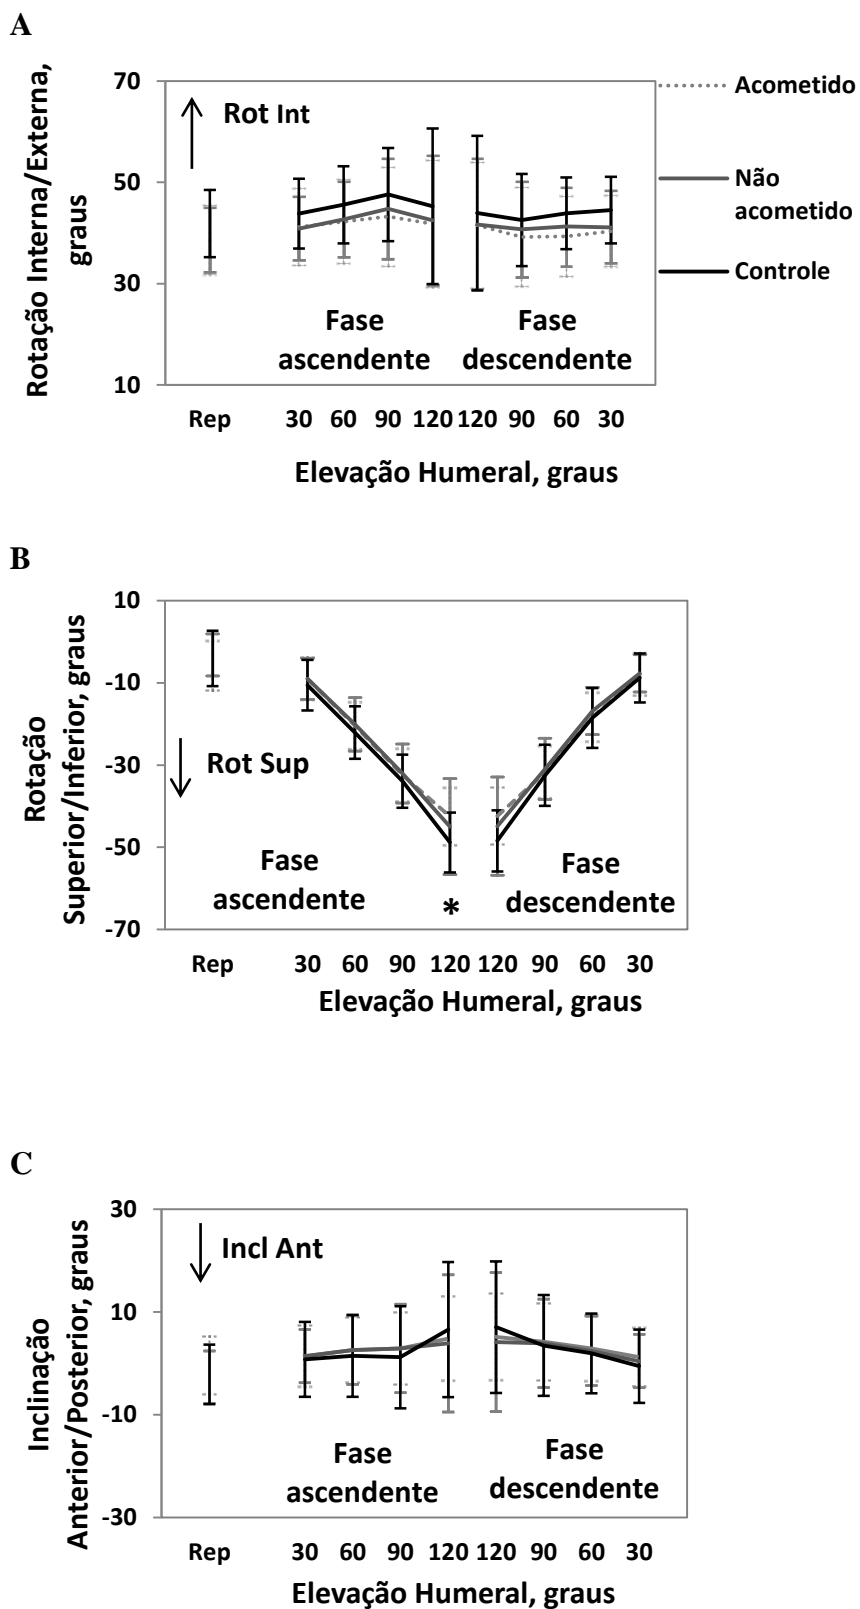 A
Rotação Interna/Externa,
graus
70
50
30
10
Rot Int
Fase
ascendente
Fase
descendente
Acometido
Não
acometido
Controle
Rep 30 60 90 120 120 90 60 30
Elevação Humeral, graus
B
Rotação
Superior/Inferior, graus
10
-10
-30
-50
-70
Rot Sup
Fase
ascendente
*
Fase
descendente
Rep 30 60 90 120 120 90 60 30
Elevação Humeral, graus
C
Inclinação
Anterior/Posterior, graus
30
10
-10
-30
Incl Ant
Fase
ascendente
Fase
descendente
Rep 30 60 90 120 120 90 60 30
Elevação Humeral, graus